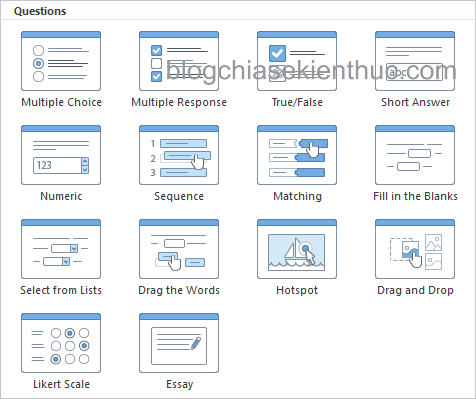 Questions
blogchiasekienthuc.com
Multiple Choice
Multiple Response
True/False
abc
Short Answer
123
Numeric
1
2
3
Sequence
Matching
Fill in the Blanks
Select from Lists
Drag the Words
Hotspot
Drag and Drop
Likert Scale
Essay